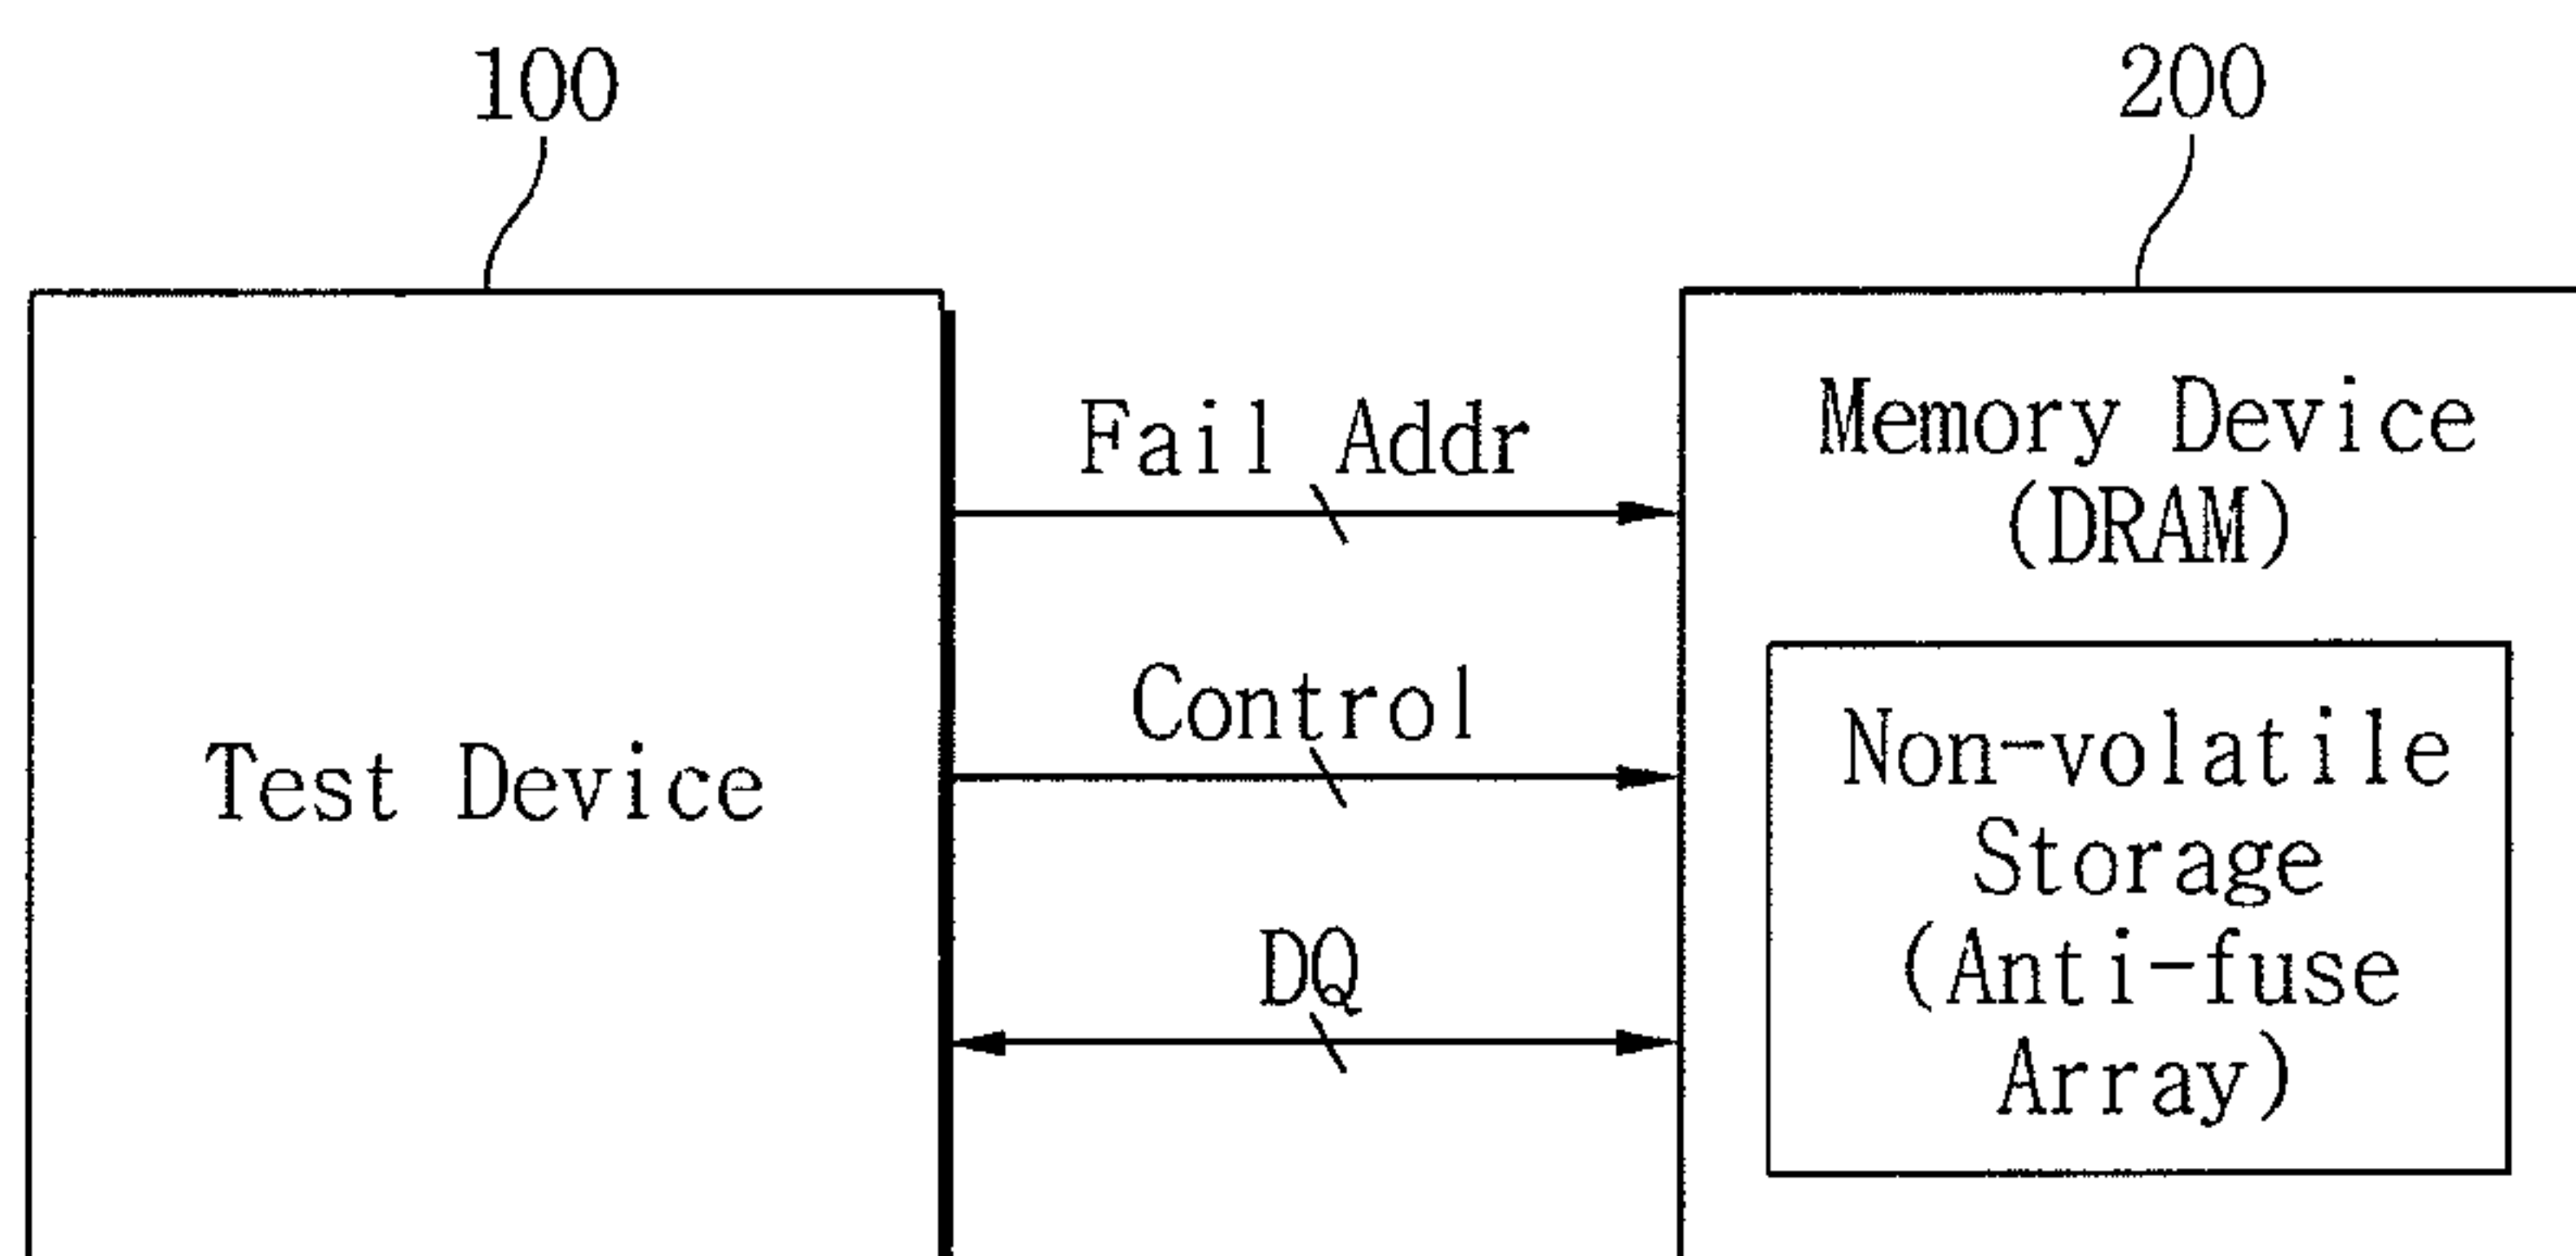 100
200
Test Device
Fail Addr
Control
DQ
Memory Device
(DRAM)
Non-volatile
Storage
(Anti-fuse
Array)